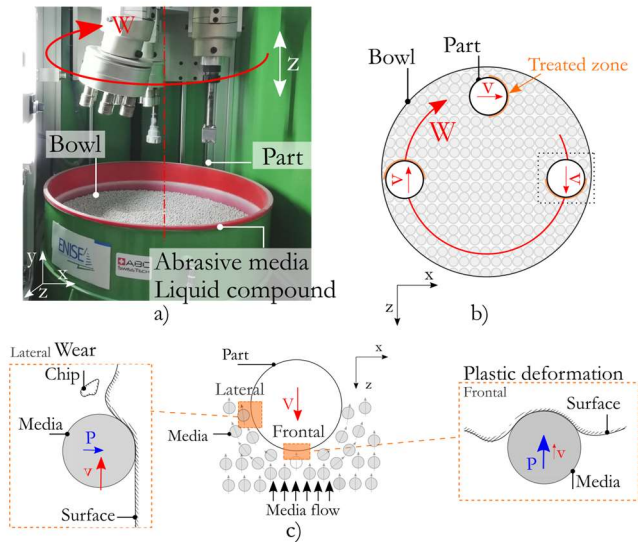 W
z
Bowl
Part
ENISE
Abrasive media
Liquid compound
y
x
z
a)
Bowl
Part
Treated zone
V
W
V
V
x
z
b)
Lateral Wear
Chip
Media
P
V
Surface
Part
x
z
Lateral
V
Media
Frontal
Media flow
c)
Plastic deformation
Frontal
Surface
P
V
Media